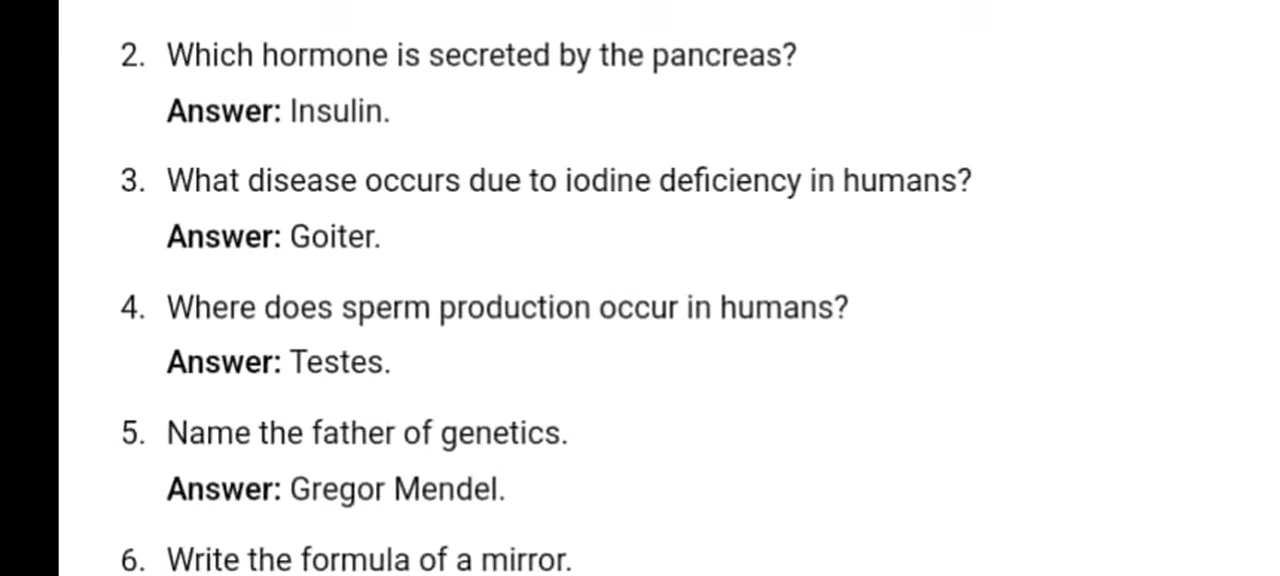 2. Which hormone is secreted by the pancreas?
Answer: Insulin.
3. What disease occurs due to iodine deficiency in humans?
Answer: Goiter.
4. Where does sperm production occur in humans?
Answer: Testes.
5. Name the father of genetics.
Answer: Gregor Mendel.
6. Write the formula of a mirror.